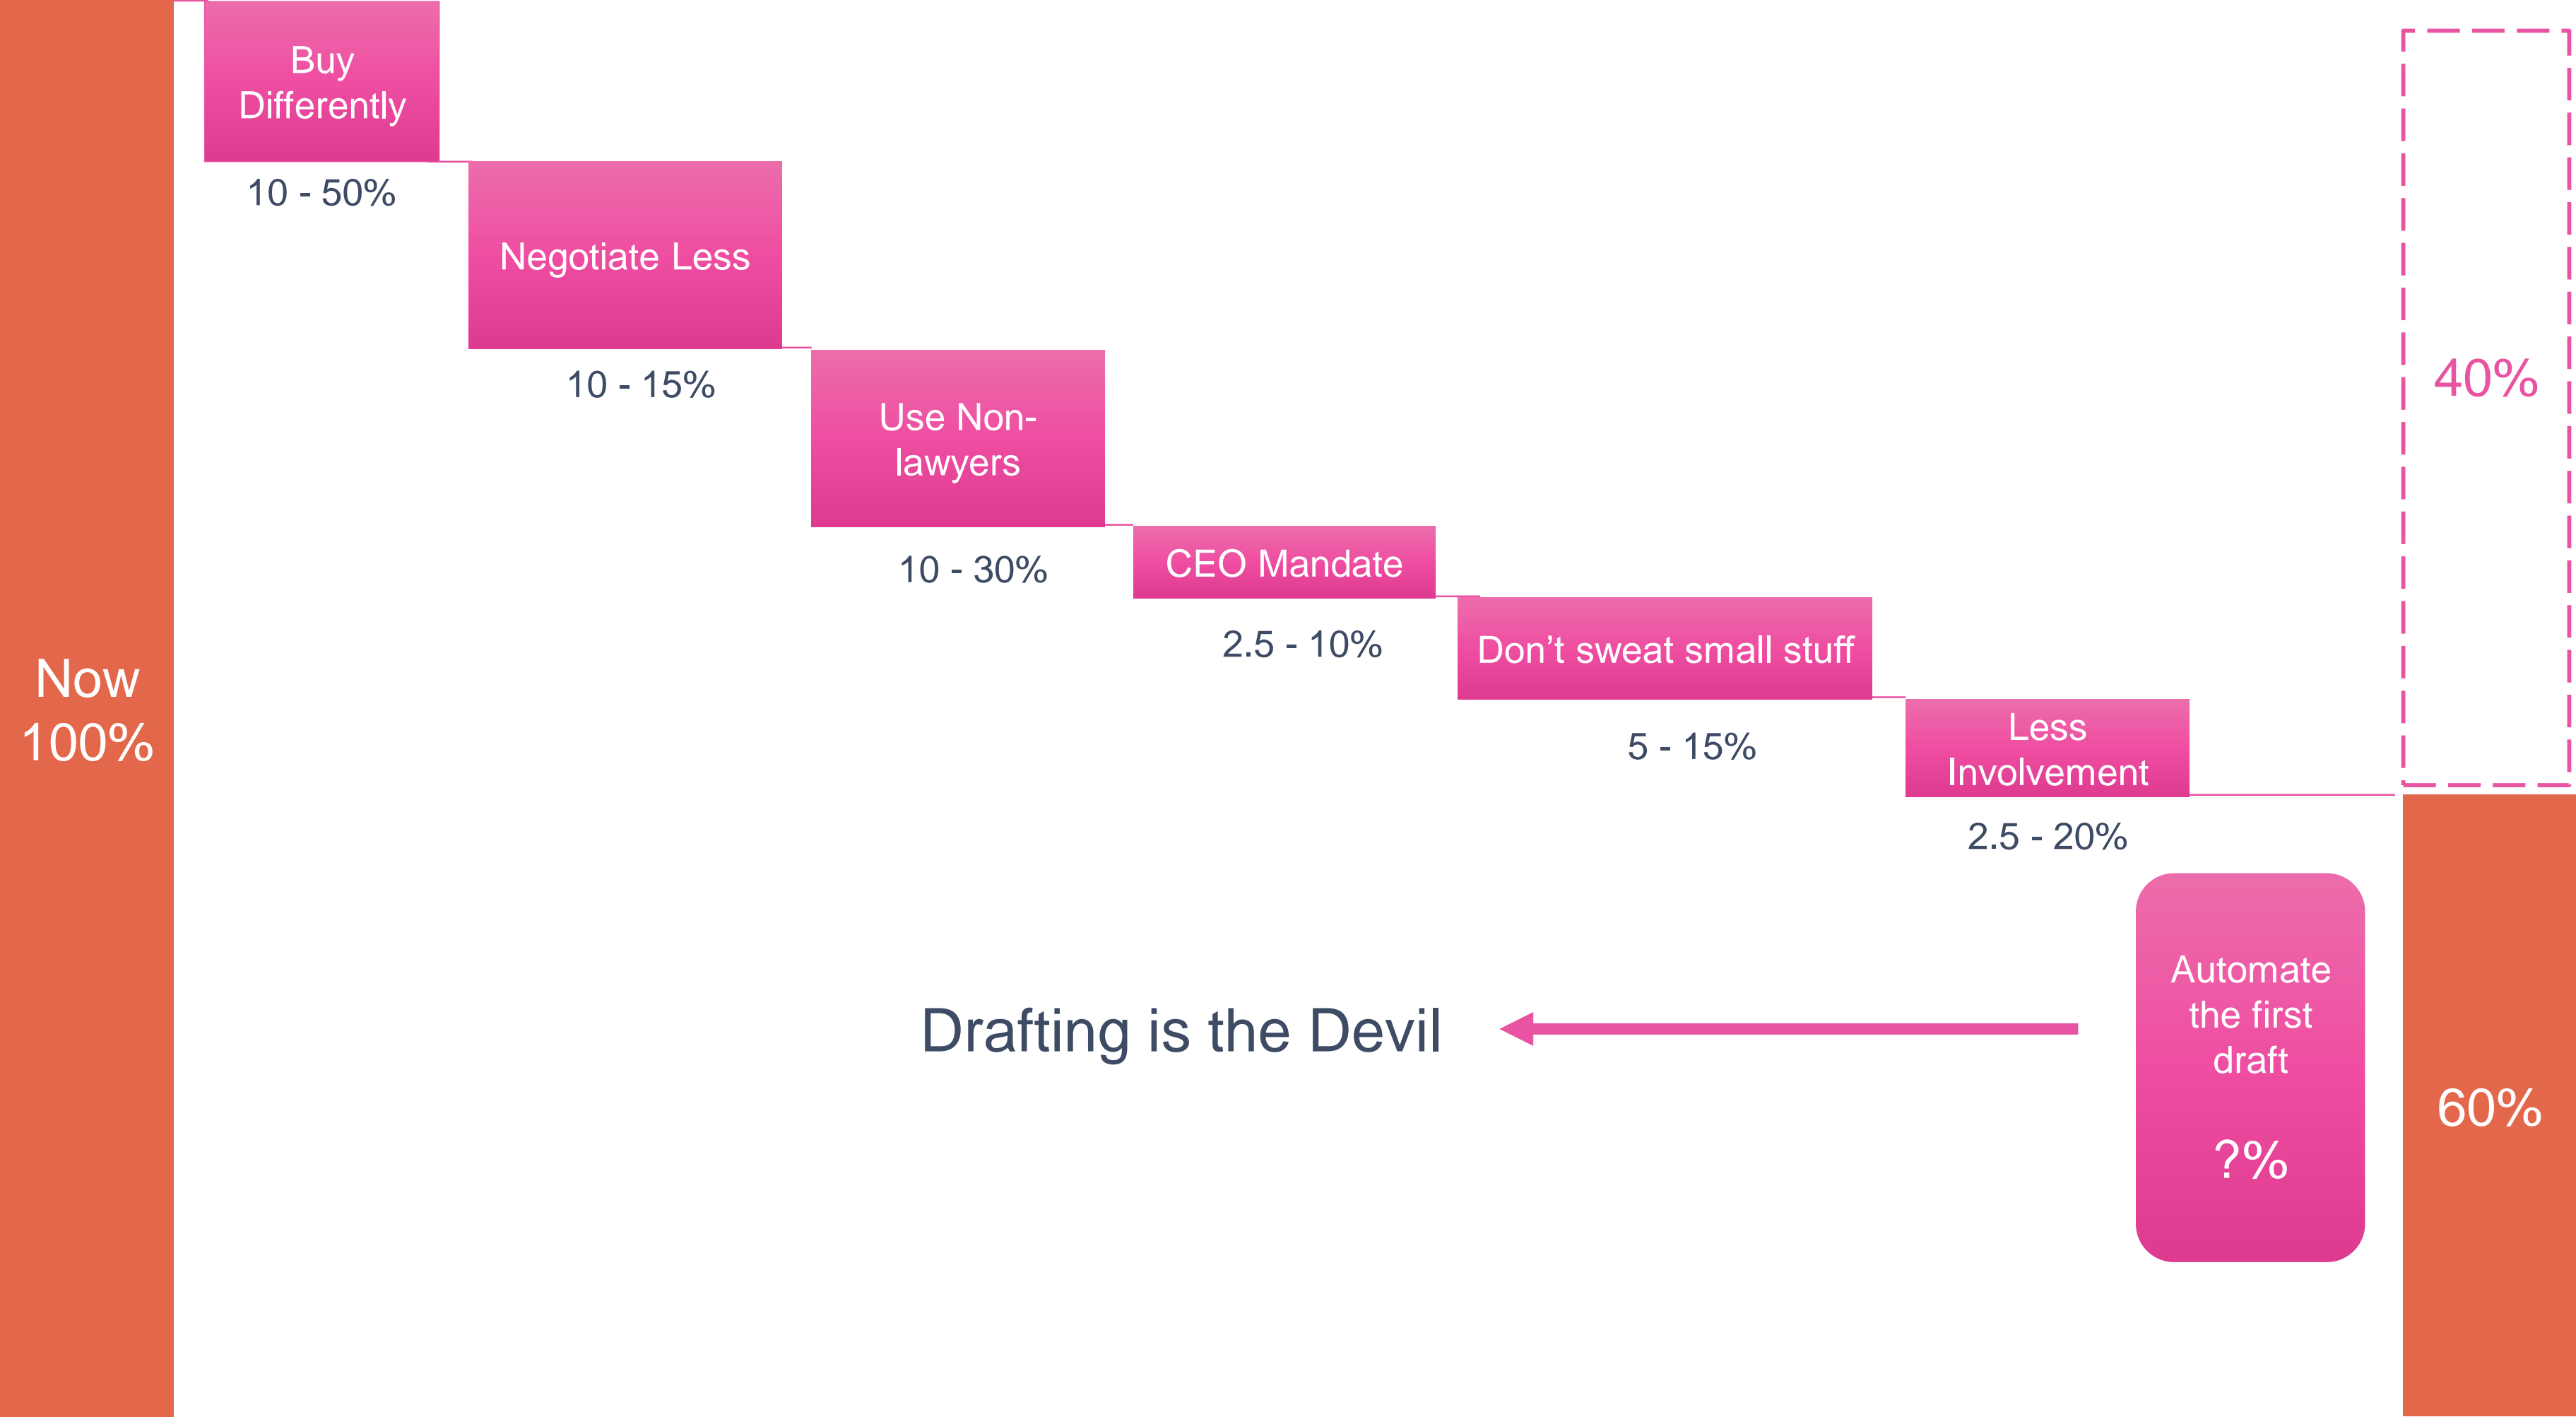 Buy
Differently
10 - 50%
Negotiate Less
10 - 15%
Use Non-
lawyers
10 - 30%
CEO Mandate
2.5 - 10%
Don’t sweat small stuff
5 - 15%
Less
Involvement
2.5 - 20%
Now
100%
40%
Drafting is the Devil
Automate
the first
draft
?%
60%